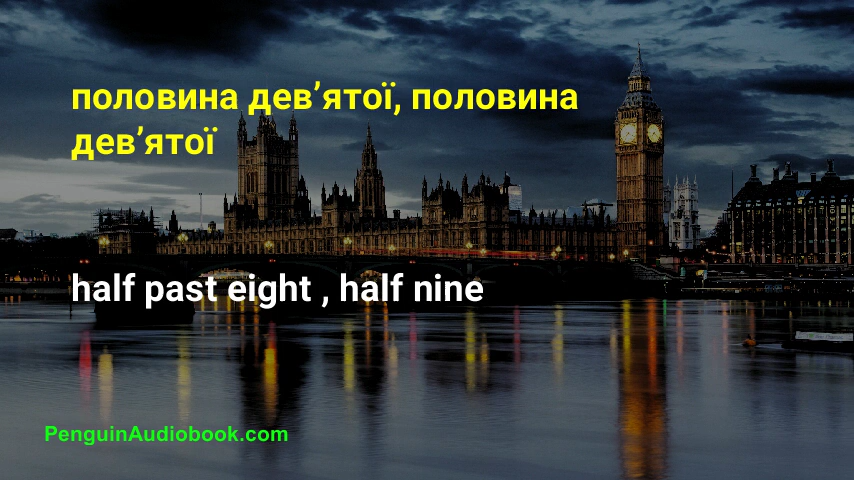 половина дев’ятої, половина
дев’ятої
half past eight , half nine
PenguinAudiobook.com